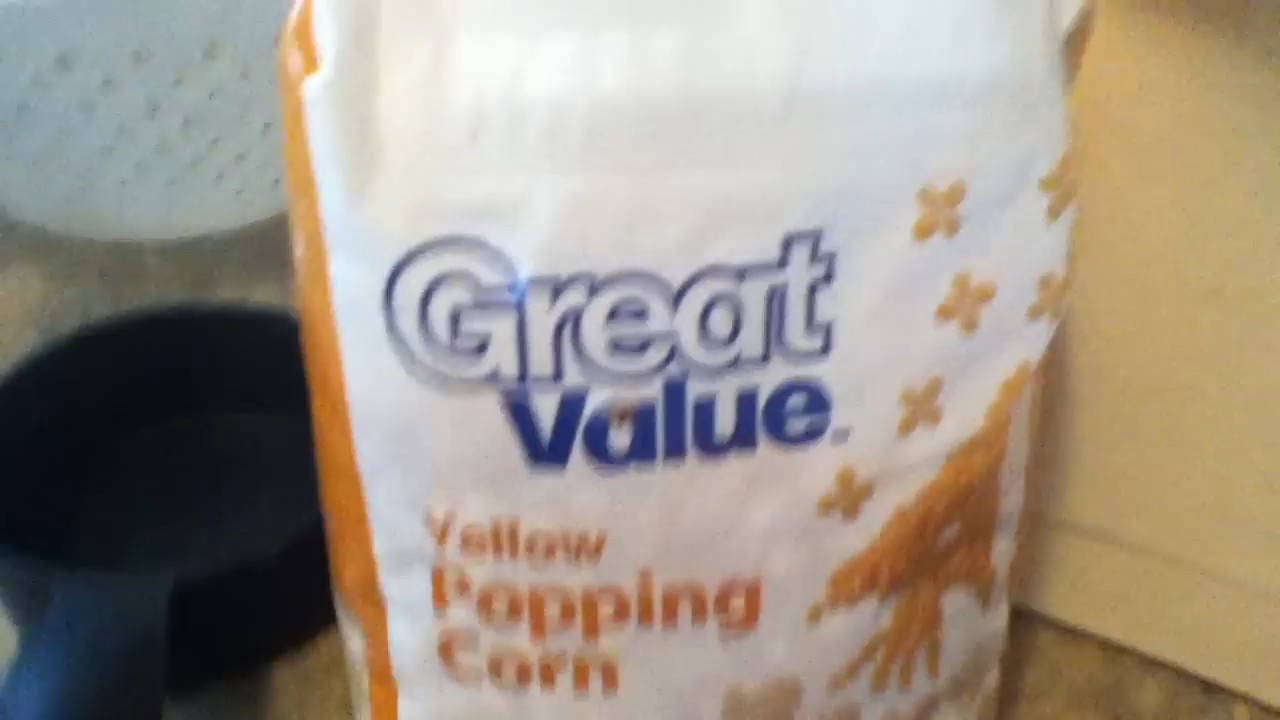 Great
Value
Yellow
Popping
Corn